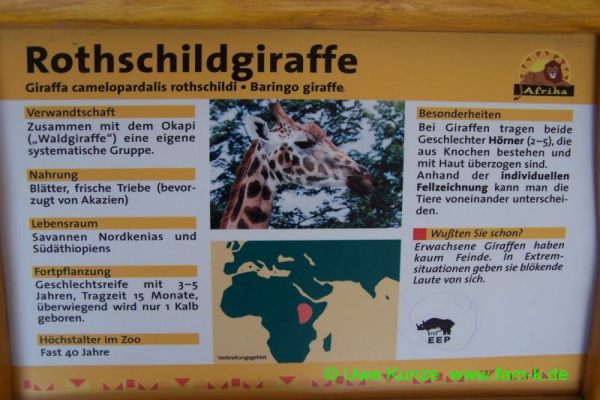 Rothschildgiraffe
Giraffa camelopardalis rothschildi • Baringo giraffe
Afrika
Verwandtschaft
Zusammen mit dem Okapi
(„Waldgiraffe“) eine eigene
systematische Gruppe.
Nahrung
Blätter, frische Triebe (bevor-
zugt von Akazien)
Lebensraum
Savannen Nordkenias und
Südäthiopiens
Fortpflanzung
Geschlechtsreife mit 3–5
Jahren, Tragzeit 15 Monate,
überwiegend wird nur 1 Kalb
geboren.
Höchstalter im Zoo
Fast 40 Jahre
Verbreitungsgebiet
Besonderheiten
Bei Giraffen tragen beide
Geschlechter Hörner (2–5), die
aus Knochen bestehen und
mit Haut überzogen sind.
Anhand der individuellen
Fellzeichnung kann man die
Tiere voneinander unterschei-
den.
Wußten Sie schon?
Erwachsene Giraffen haben
kaum Feinde. In Extrem-
situationen geben sie blökende
Laute von sich.
EEP
© Uwe Kunze www.fam-k.de